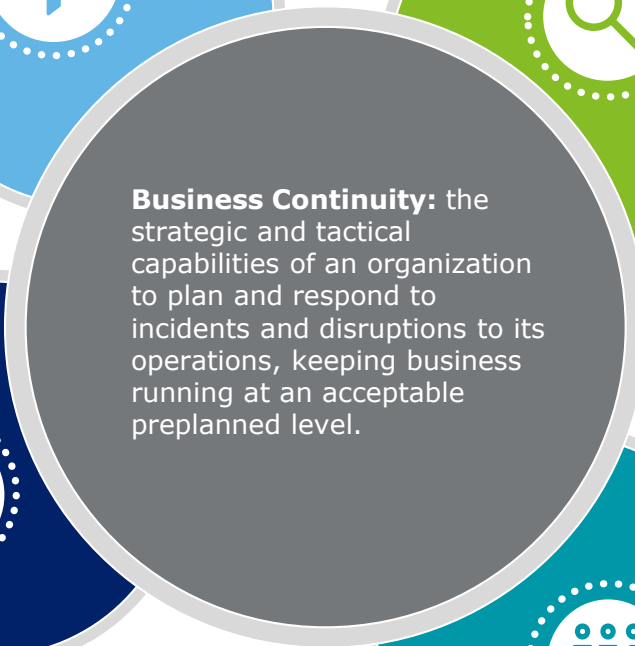 Business Continuity: the
strategic and tactical
capabilities of an organization
to plan and respond to
incidents and disruptions to its
operations, keeping business
running at an acceptable
preplanned level.